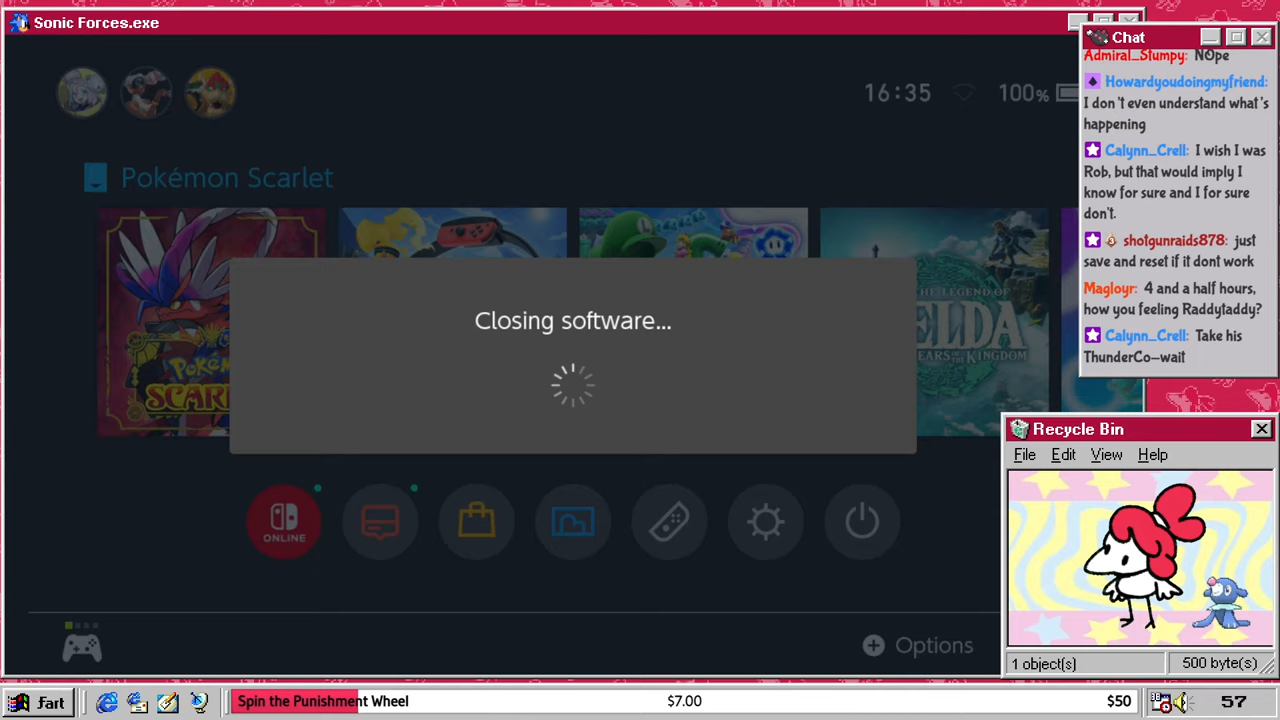 Sonic Forces.exe
Chat
Admiral_Stumpy: NOpe
Howardyoudoingmyfriend:
I don't even understand what's
happening
Calynn_Crell: I wish I was
Rob, but that would imply I
know for sure and I for sure
don't.
shotgunraids878: just
save and reset if it dont work
Magloyr: 4 and a half hours,
how you feeling Raddytaddy?
Calynn_Crell: Take his
ThunderCo-wait
16:35
100%
Pokémon Scarlet
SCARL
THE LEGEND OF
ZELDA
TEARS OF THE KINGDOM
Closing software...
ONLINE
Options
Recycle Bin
File Edit View Help
1 object(s) 500 byte(s)
Fart
Spin the Punishment Wheel $7.00 $50
57